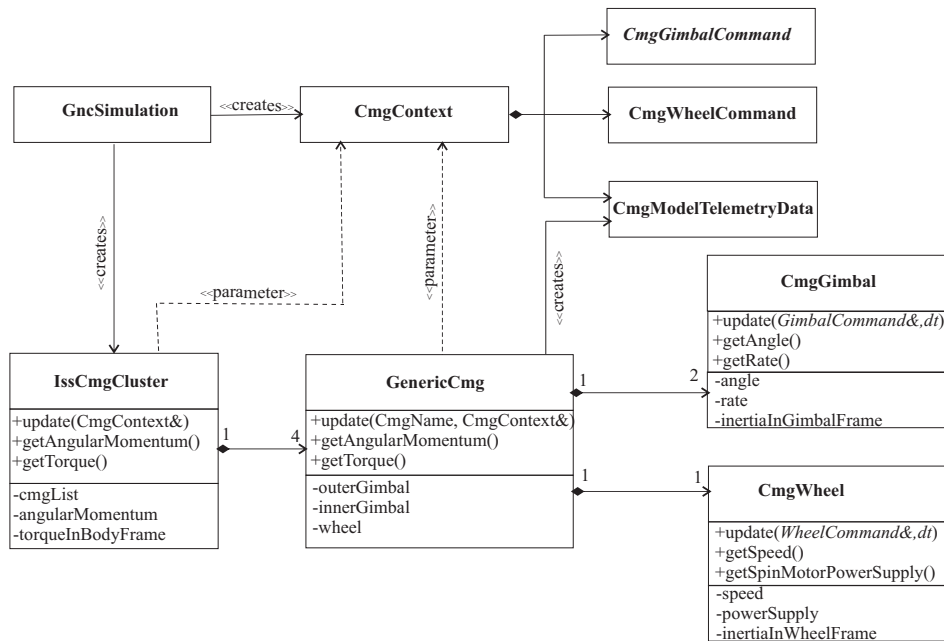 CmgGimbalCommand
GncSimulation
<<creates>>
CmgContext
CmgWheelCommand
CmgModelTelemetryData
<<creates>>
<<parameter>>
<<parameter>>
<<creates>>
CmgGimbal
+update(GimbalCommand&,dt)
+getAngle()
+getRate()
-angle
-rate
-inertiaInGimbalFrame
IssCmgCluster
+update(CmgContext&)
+getAngularMomentum()
+getTorque()
-cmgList
-angularMomentum
-torqueInBodyFrame
1
4
GenericCmg
+update(CmgName, CmgContext&)
+getAngularMomentum()
+getTorque()
-outerGimbal
-innerGimbal
-wheel
1
2
1
1
CmgWheel
+update(WheelCommand&,dt)
+getSpeed()
+getSpinMotorPowerSupply()
-speed
-powerSupply
-inertiaInWheelFrame